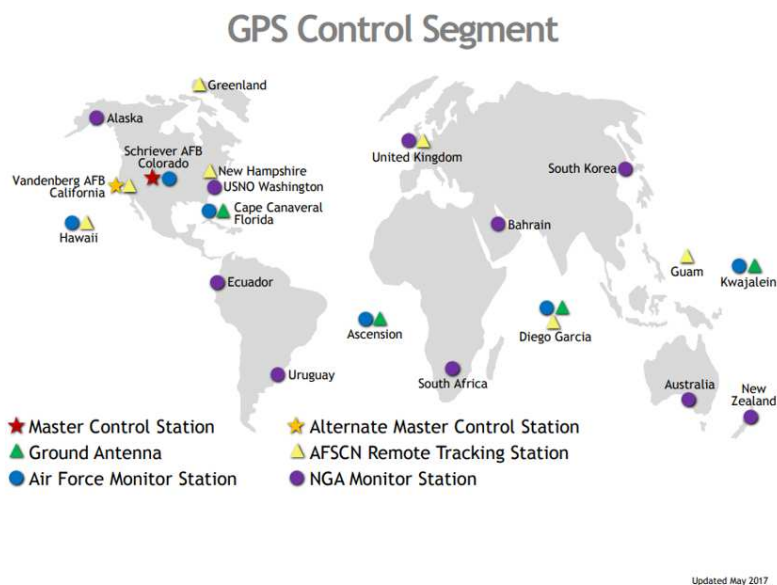 GPS Control Segment
Greenland
Alaska
Schriever AFB
Colorado
Vandenberg AFB
California
New Hampshire
USNO Washington
Cape Canaveral
Florida
Hawaii
United Kingdom
South Korea
Bahrain
Guam
Kwajalein
Ecuador
Ascension
Diego Garcia
Uruguay
South Africa
Australia
New
Zealand
Master Control Station
Alternate Master Control Station
Ground Antenna
AFSCN Remote Tracking Station
Air Force Monitor Station
NGA Monitor Station
Updated May 2017